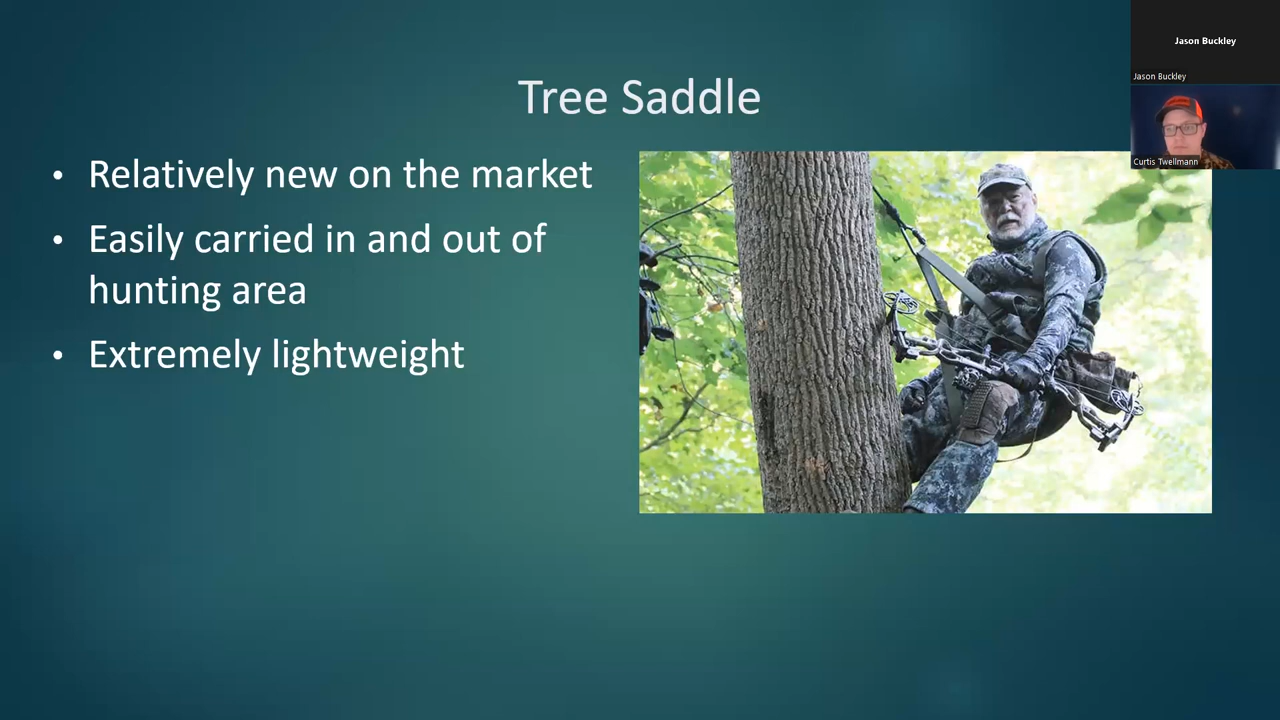 Jason Buckley
Jason Buckley
Curtis Twellmann
Tree Saddle
• Relatively new on the market
• Easily carried in and out of
hunting area
• Extremely lightweight